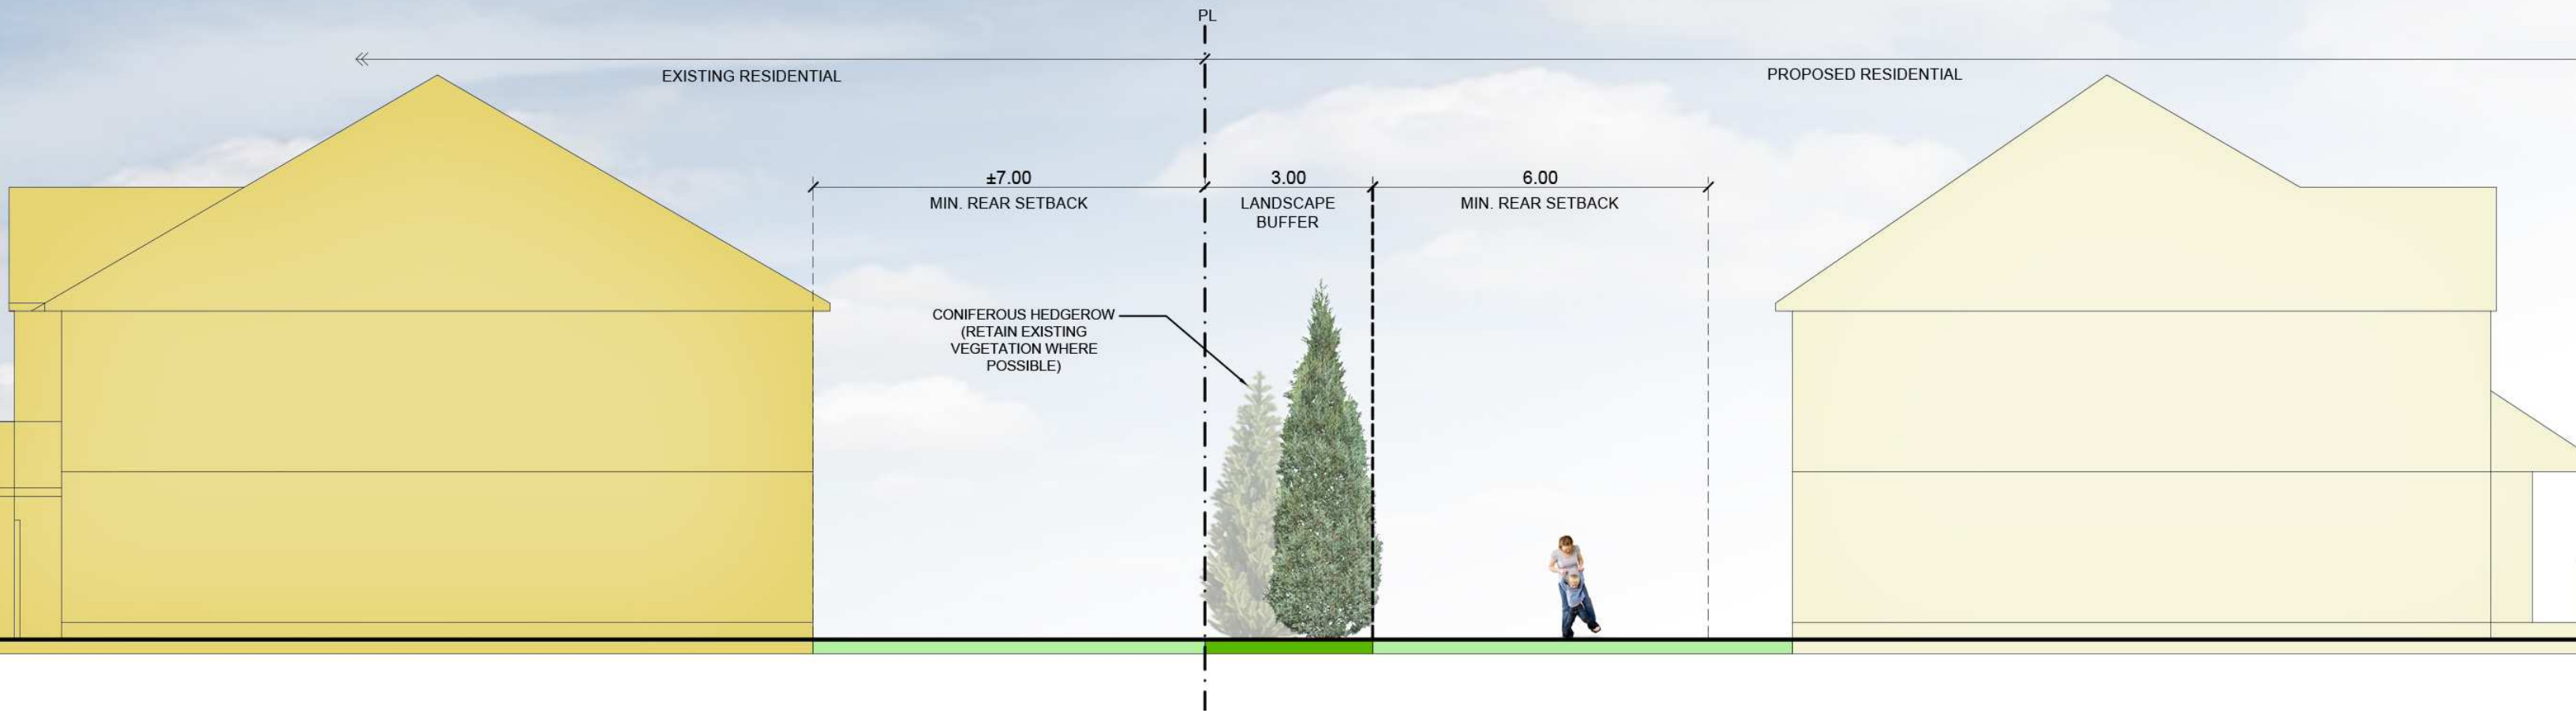 PL
EXISTING RESIDENTIAL
PROPOSED RESIDENTIAL
±7.00
MIN. REAR SETBACK
3.00
LANDSCAPE
BUFFER
6.00
MIN. REAR SETBACK
CONIFEROUS HEDGEROW
(RETAIN EXISTING
VEGETATION WHERE
POSSIBLE)